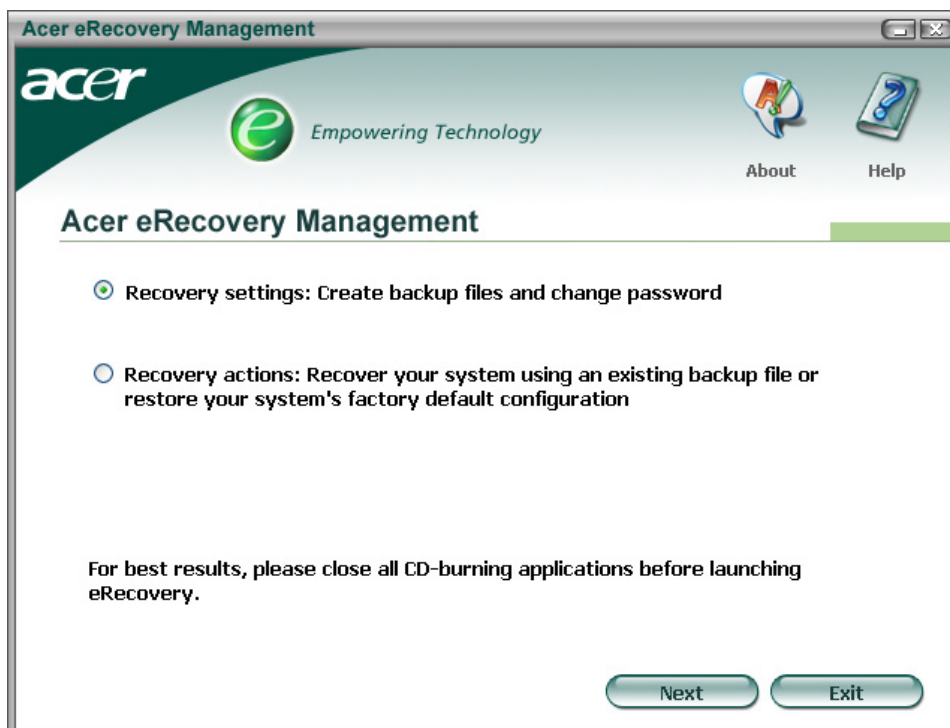 Acer eRecovery Management
acer
e
Empowering Technology
About
Help
Acer eRecovery Management
Recovery settings: Create backup files and change password
Recovery actions: Recover your system using an existing backup file or
restore your system's factory default configuration
For best results, please close all CD-burning applications before launching
eRecovery.
Next
Exit